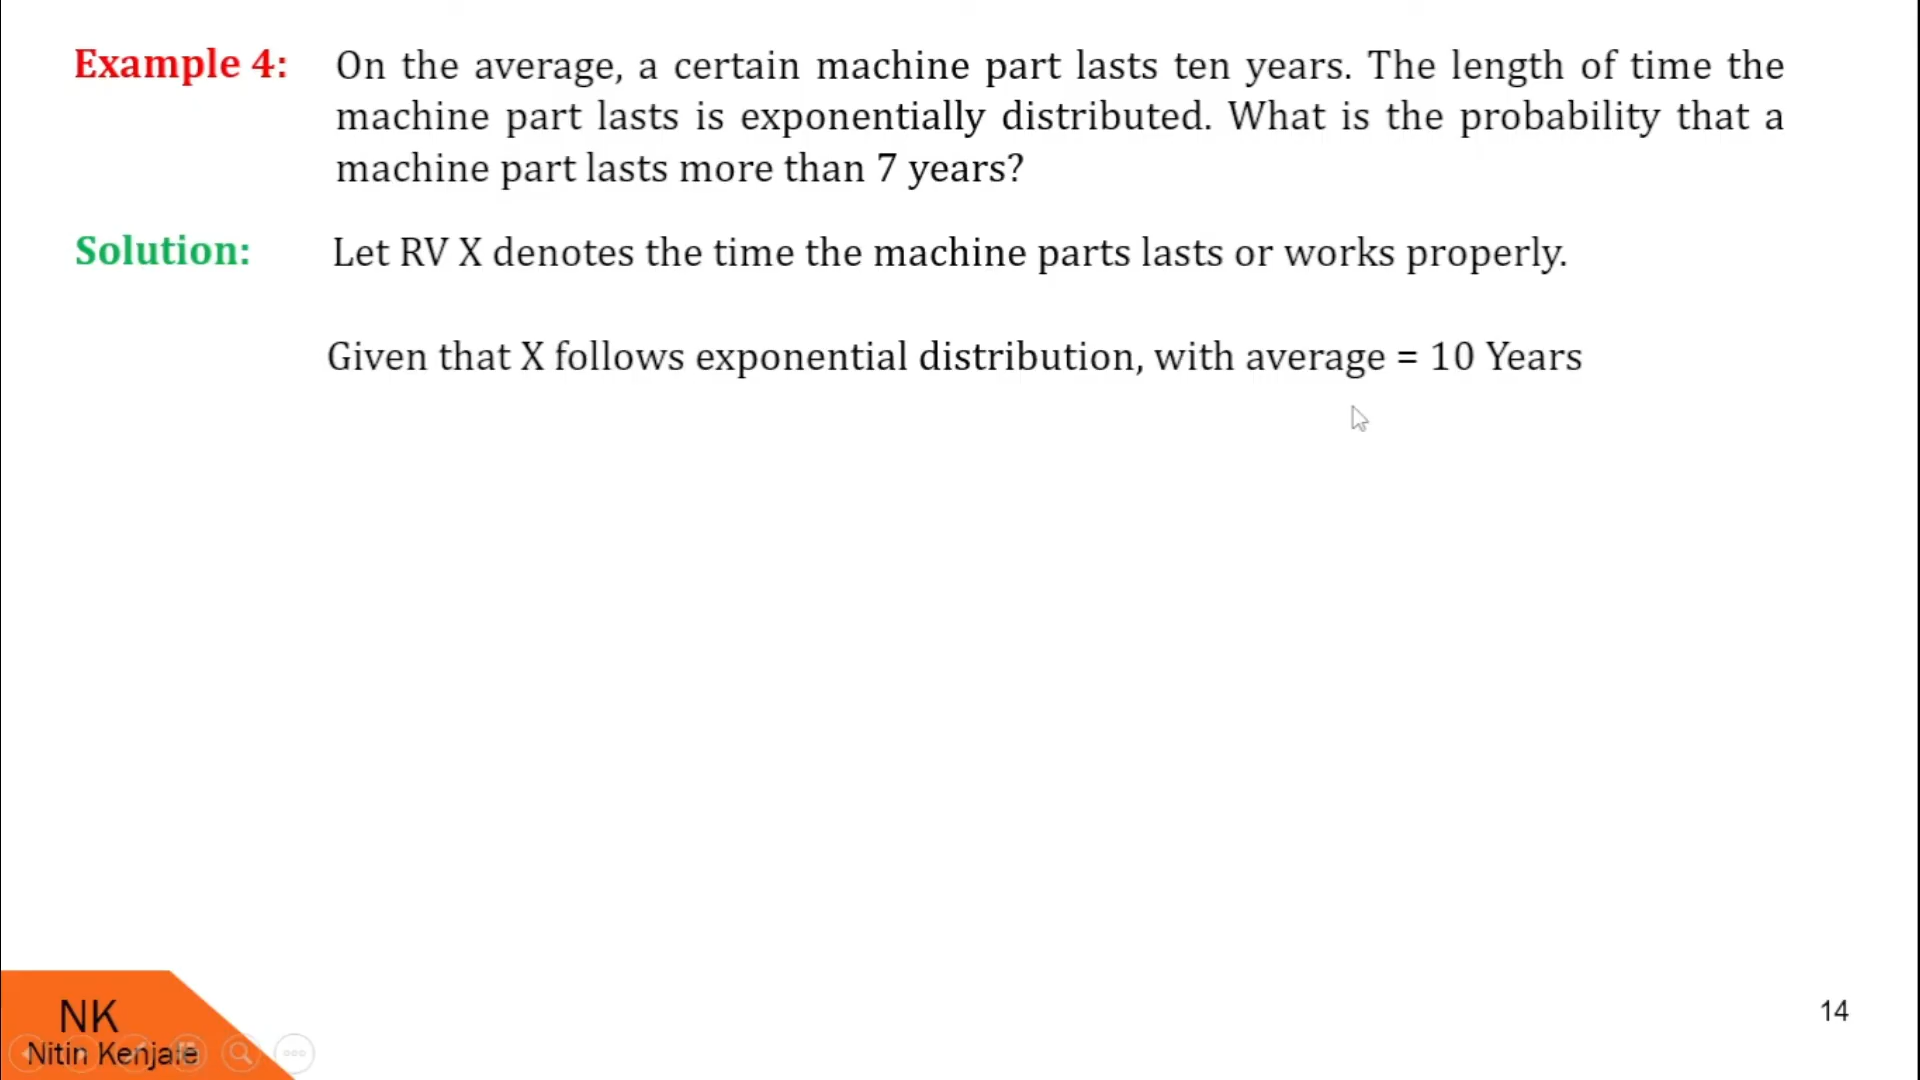 Example 4: On the average, a certain machine part lasts ten years. The length of time the
machine part lasts is exponentially distributed. What is the probability that a
machine part lasts more than 7 years?
Solution: Let RV X denotes the time the machine parts lasts or works properly.
Given that X follows exponential distribution, with average = 10 Years
NK
Nitin Kenjale
14